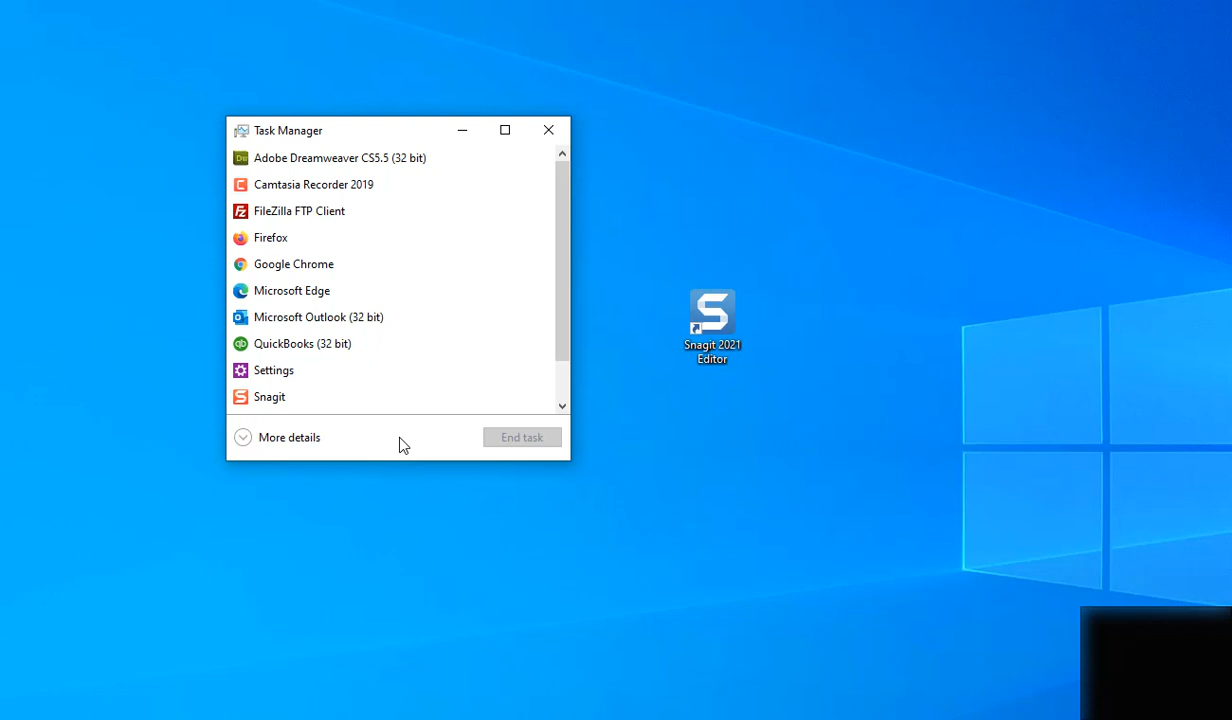 Task Manager
Adobe Dreamweaver CS5.5 (32 bit)
Camtasia Recorder 2019
FileZilla FTP Client
Firefox
Google Chrome
Microsoft Edge
Microsoft Outlook (32 bit)
QuickBooks (32 bit)
Settings
Snagit
More details
End task
Snagit 2021
Editor